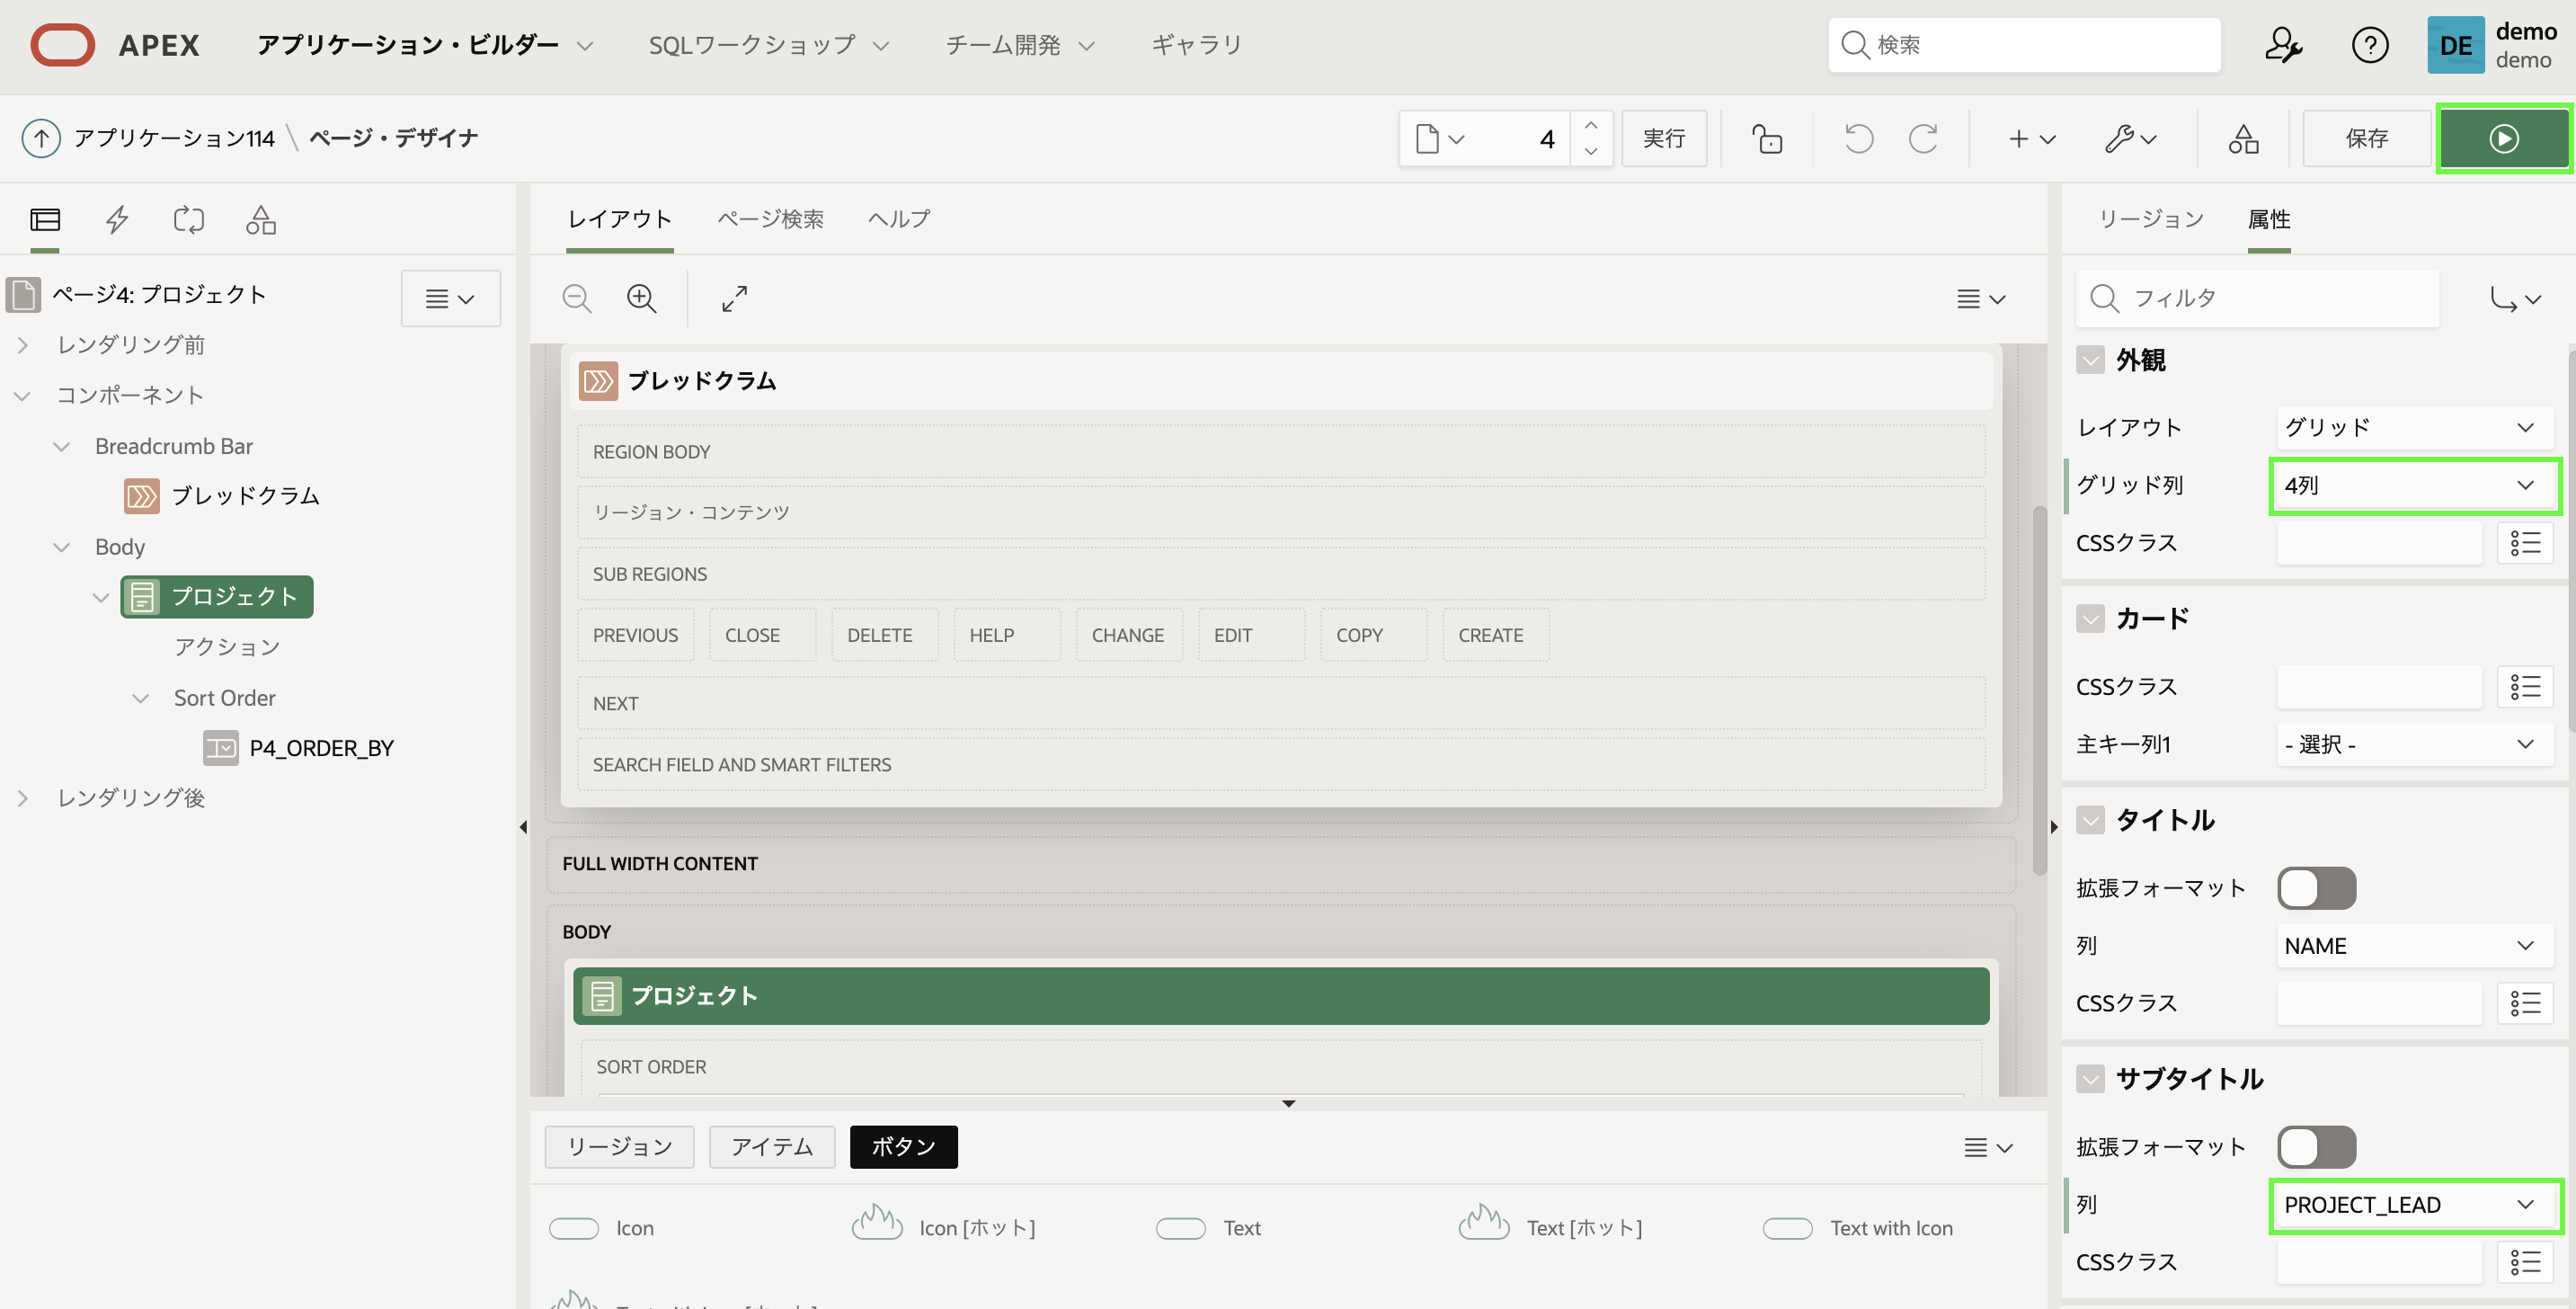 APEX アプリケーション・ビルダー SQLワークショップ チーム開発 ギャラリ 検索 DE demo
demo
アプリケーション114 \ ページ・デザイナ 4 実行 保存
レイアウト ページ検索 ヘルプ
リージョン 属性
ページ4: プロジェクト
レンダリング前
コンポーネント
Breadcrumb Bar
ブレッドクラム
Body
プロジェクト
アクション
Sort Order
P4_ORDER_BY
レンダリング後
ブレッドクラム
REGION BODY
リージョン・コンテンツ
SUB REGIONS
PREVIOUS CLOSE DELETE HELP CHANGE EDIT COPY CREATE
NEXT
SEARCH FIELD AND SMART FILTERS
FULL WIDTH CONTENT
BODY
プロジェクト
SORT ORDER
リージョン アイテム ボタン
Icon Icon [ホット] Text Text [ホット] Text with Icon
フィルタ
外観
レイアウト グリッド
グリッド列 4列
CSSクラス
カード
CSSクラス
主キー列1 - 選択 -
タイトル
拡張フォーマット
列 NAME
CSSクラス
サブタイトル
拡張フォーマット
列 PROJECT_LEAD
CSSクラス